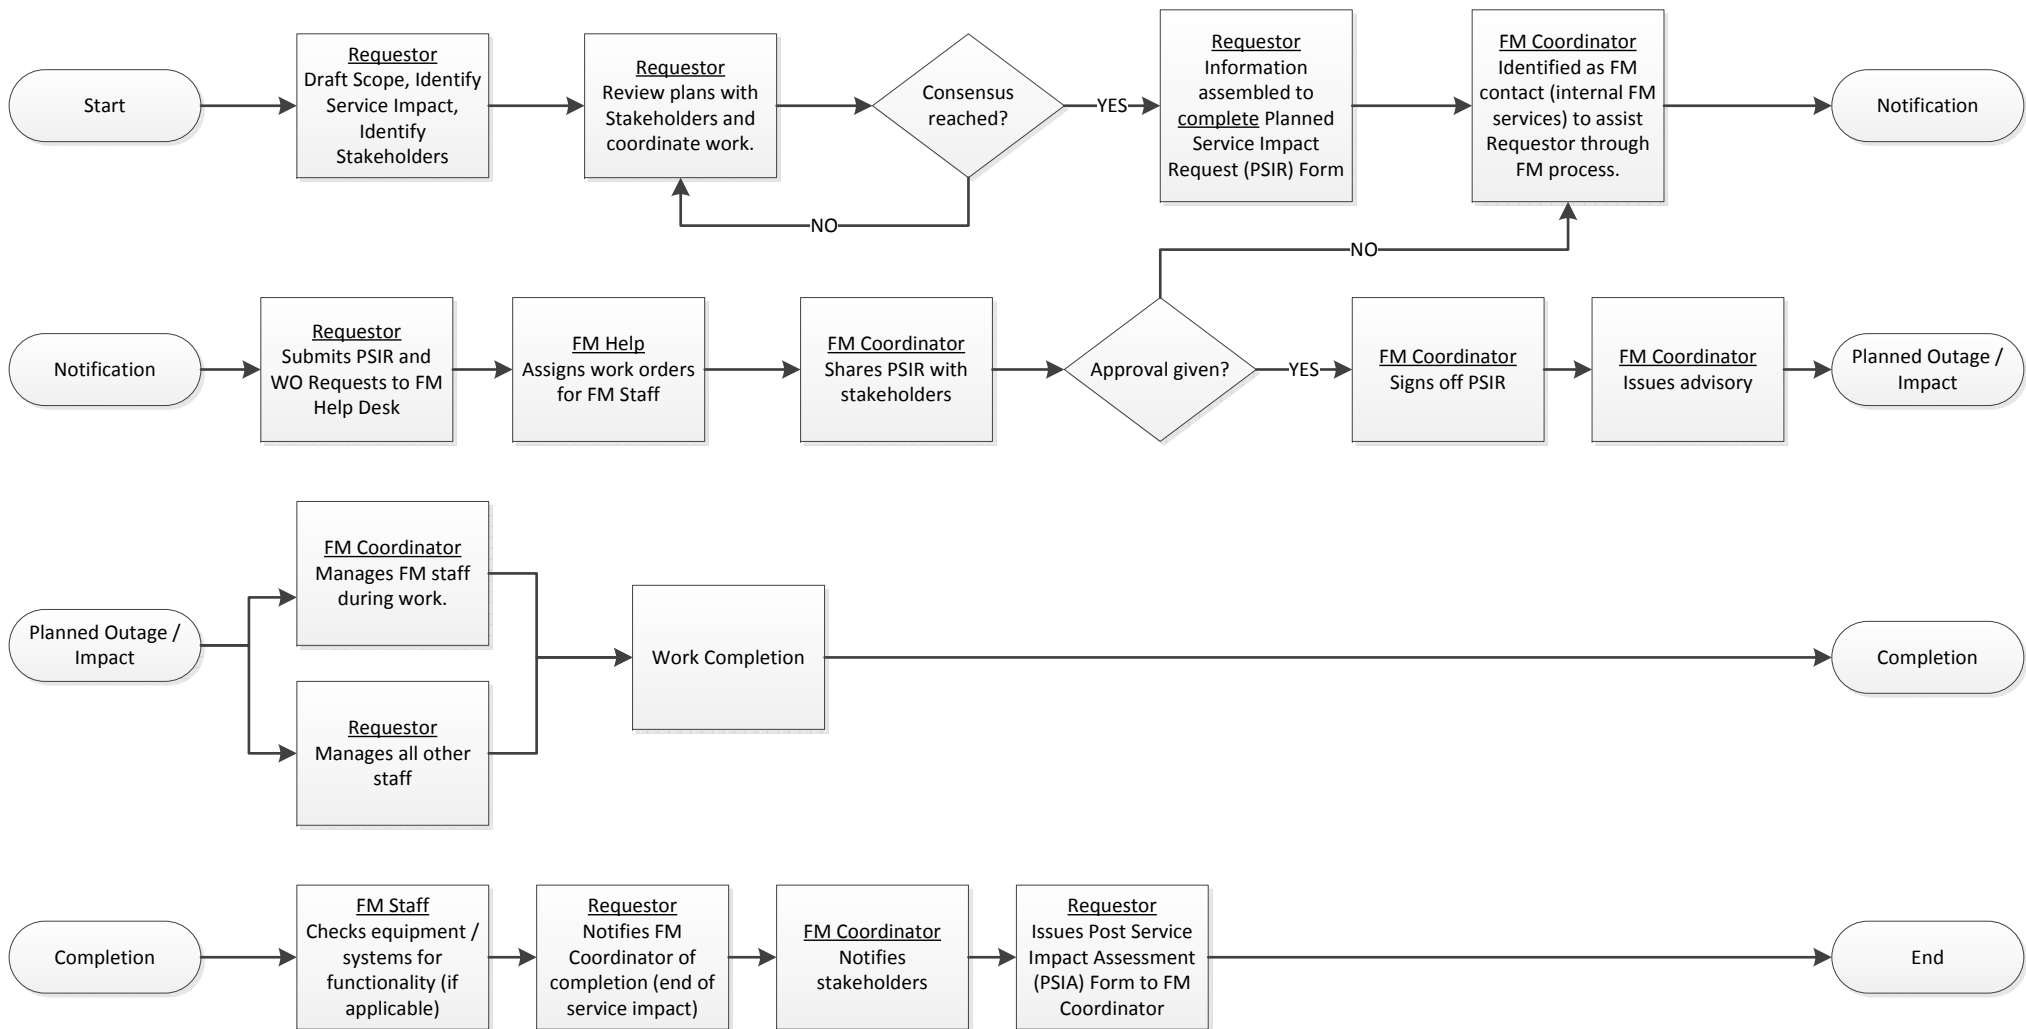 Start
Requestor
Draft Scope, Identify
Service Impact,
Identify
Stakeholders
Requestor
Review plans with
Stakeholders and
coordinate work.
Consensus
reached?
YES
NO
Requestor
Information
assembled to
complete Planned
Service Impact
Request (PSIR) Form
FM Coordinator
Identified as FM
contact (internal FM
services) to assist
Requestor through
FM process.
Notification
Notification
Requestor
Submits PSIR and
WO Requests to FM
Help Desk
FM Help
Assigns work orders
for FM Staff
FM Coordinator
Shares PSIR with
stakeholders
Approval given?
NO
YES
FM Coordinator
Signs off PSIR
FM Coordinator
Issues advisory
Planned Outage /
Impact
Planned Outage /
Impact
FM Coordinator
Manages FM staff
during work.
Requestor
Manages all other
staff
Work Completion
Completion
Completion
FM Staff
Checks equipment /
systems for
functionality (if
applicable)
Requestor
Notifies FM
Coordinator of
completion (end of
service impact)
FM Coordinator
Notifies
stakeholders
Requestor
Issues Post Service
Impact Assessment
(PSIA) Form to FM
Coordinator
End